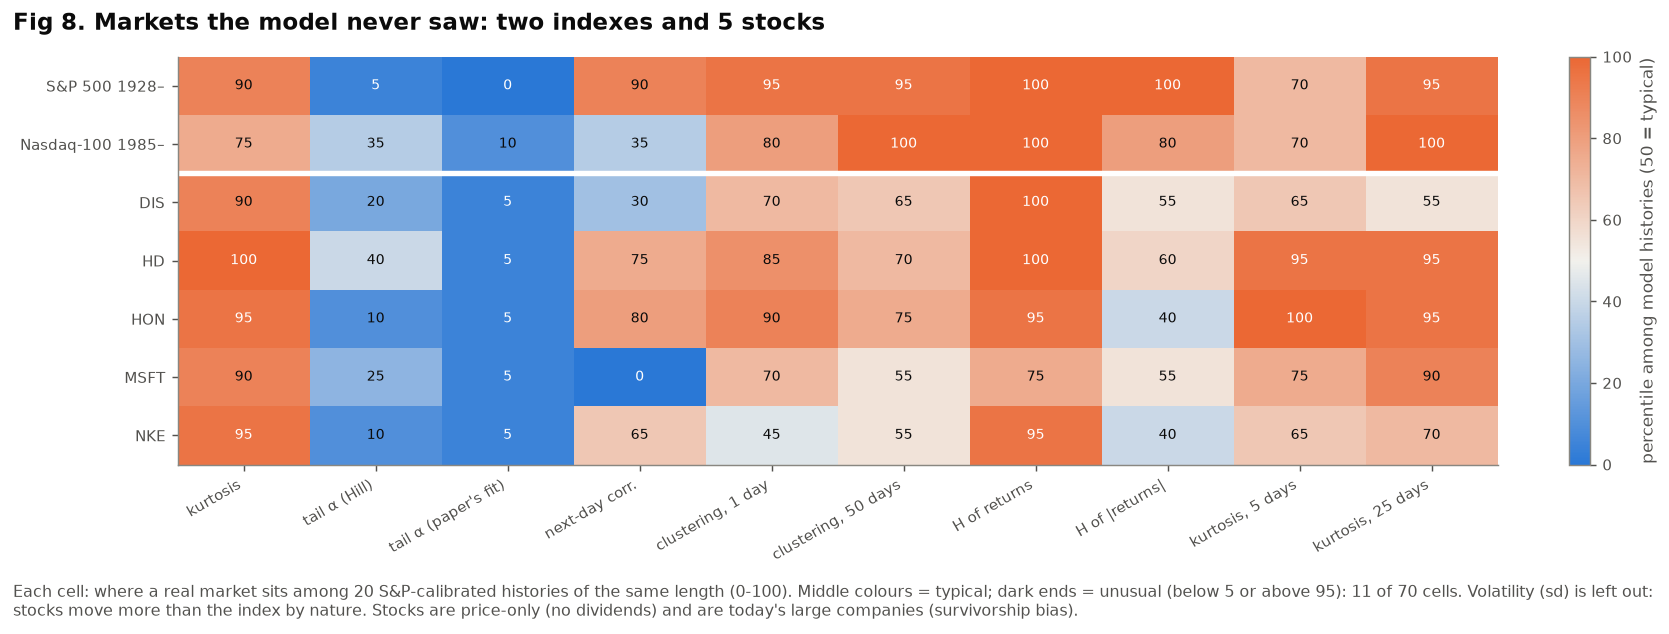 Fig 8. Markets the model never saw: two indexes and 5 stocks
S&P 500 1928–  90  5  0  90  95  95  100  100  70  95
Nasdaq-100 1985–  75  35  10  35  80  100  100  80  70  100
DIS  90  20  5  30  70  65  100  55  65  55
HD  100  40  5  75  85  70  100  60  95  95
HON  95  10  5  80  90  75  95  40  100  95
MSFT  90  25  5  0  70  55  75  55  75  90
NKE  95  10  5  65  45  55  95  40  65  70
kurtosis
tail α (Hill)
tail α (paper's fit)
next-day corr.
clustering, 1 day
clustering, 50 days
H of returns
H of |returns|
kurtosis, 5 days
kurtosis, 25 days
100
80
60
40
20
0
percentile among model histories (50 = typical)
Each cell: where a real market sits among 20 S&P-calibrated histories of the same length (0-100). Middle colours = typical; dark ends = unusual (below 5 or above 95): 11 of 70 cells. Volatility (sd) is left out:
stocks move more than the index by nature. Stocks are price-only (no dividends) and are today's large companies (survivorship bias).